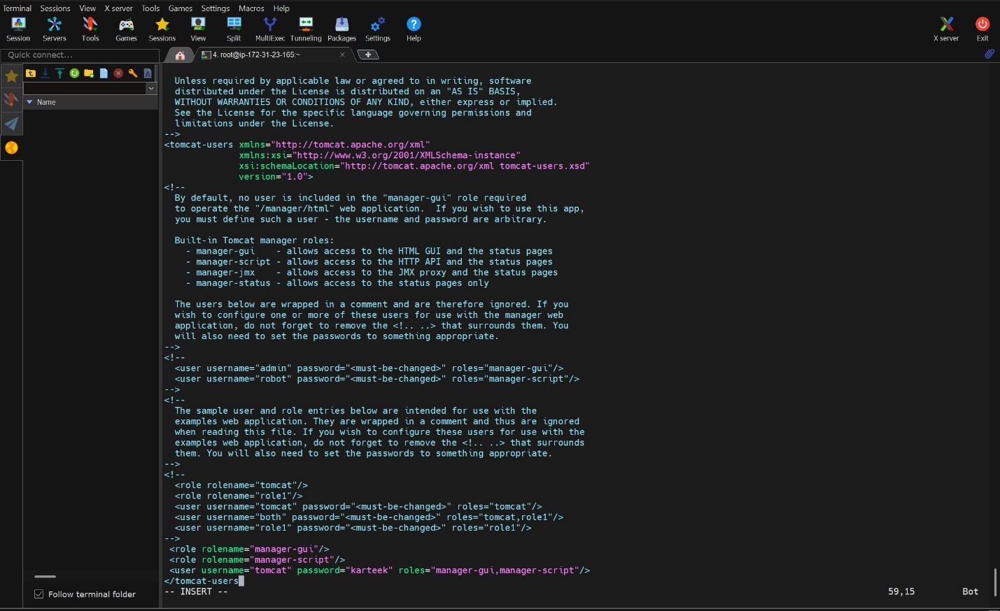 Terminal Sessions View X server Tools Games Settings Macros Help
Session Servers Tools Games Sessions View Split MultiExec Tunneling Packages Settings Help X server Exit
Quick connect...
4. root@ip-172-31-23-165:~
Name
Unless required by applicable law or agreed to in writing, software
distributed under the License is distributed on an "AS IS" BASIS,
WITHOUT WARRANTIES OR CONDITIONS OF ANY KIND, either express or implied.
See the License for the specific language governing permissions and
limitations under the License.
-->
<tomcat-users xmlns="http://tomcat.apache.org/xml"
xmlns:xsi="http://www.w3.org/2001/XMLSchema-instance"
xsi:schemaLocation="http://tomcat.apache.org/xml tomcat-users.xsd"
version="1.0">
<!--
By default, no user is included in the "manager-gui" role required
to operate the "/manager/html" web application.  If you wish to use this app,
you must define such a user - the username and password are arbitrary.
Built-in Tomcat manager roles:
- manager-gui    - allows access to the HTML GUI and the status pages
- manager-script - allows access to the HTTP API and the status pages
- manager-jmx    - allows access to the JMX proxy and the status pages
- manager-status - allows access to the status pages only
The users below are wrapped in a comment and are therefore ignored. If you
wish to configure one or more of these users for use with the manager web
application, do not forget to remove the <!.. ..> that surrounds them. You
will also need to set the passwords to something appropriate.
-->
<!--
<user username="admin" password="<must-be-changed>" roles="manager-gui"/>
<user username="robot" password="<must-be-changed>" roles="manager-script"/>
-->
<!--
The sample user and role entries below are intended for use with the
examples web application. They are wrapped in a comment and thus are ignored
when reading this file. If you wish to configure these users for use with the
examples web application, do not forget to remove the <!.. ..> that surrounds
them. You will also need to set the passwords to something appropriate.
-->
<!--
<role rolename="tomcat"/>
<role rolename="role1"/>
<user username="tomcat" password="<must-be-changed>" roles="tomcat"/>
<user username="both" password="<must-be-changed>" roles="tomcat,role1"/>
<user username="role1" password="<must-be-changed>" roles="role1"/>
-->
<role rolename="manager-gui"/>
<role rolename="manager-script"/>
<user username="tomcat" password="karteek" roles="manager-gui,manager-script"/>
</tomcat-users
-- INSERT -- 59,15 Bot
Follow terminal folder